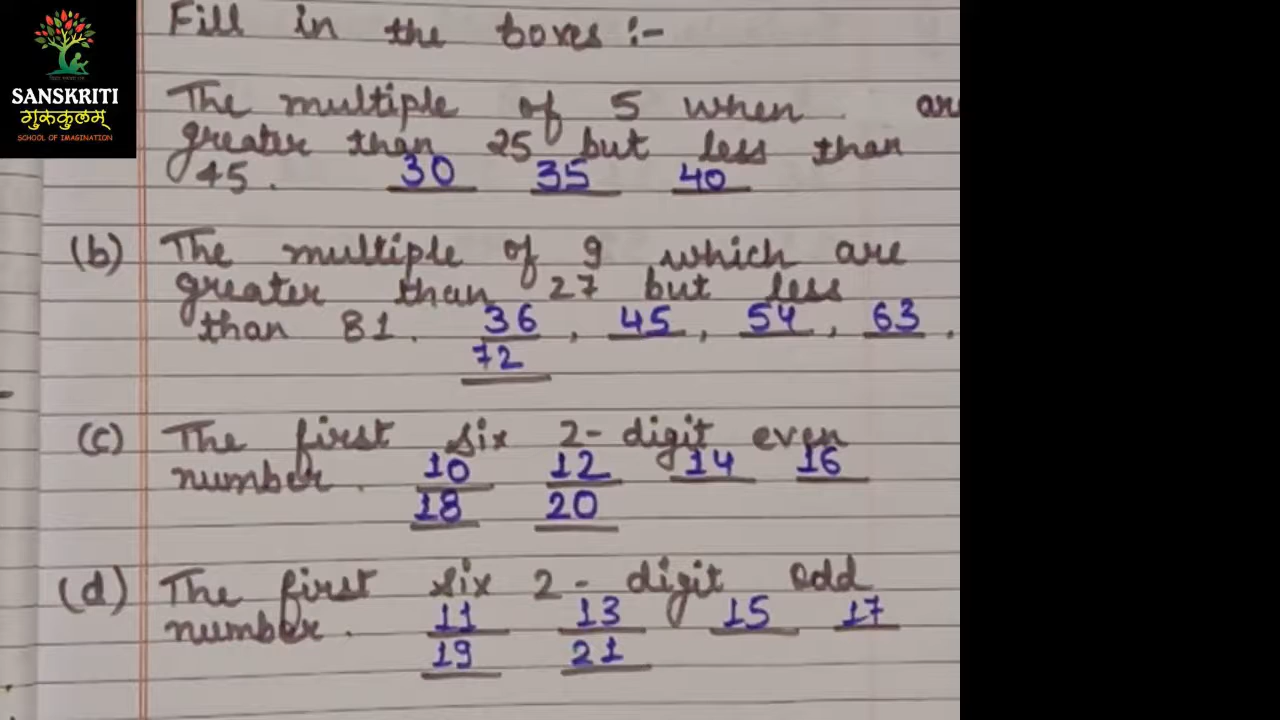 SANSKRITI
गुरुकुलम्
SCHOOL OF IMAGINATION
Fill in the boxes :-
The multiple of 5 when are
greater than 25 but less than
45. 30 35 40
(b) The multiple of 9 which are
greater than 27 but less
than 81. 36, 45, 54, 63.
72
(c) The first six 2-digit even
number. 10 12 14 16
18 20
(d) The first six 2-digit odd
number. 11 13 15 17
19 21